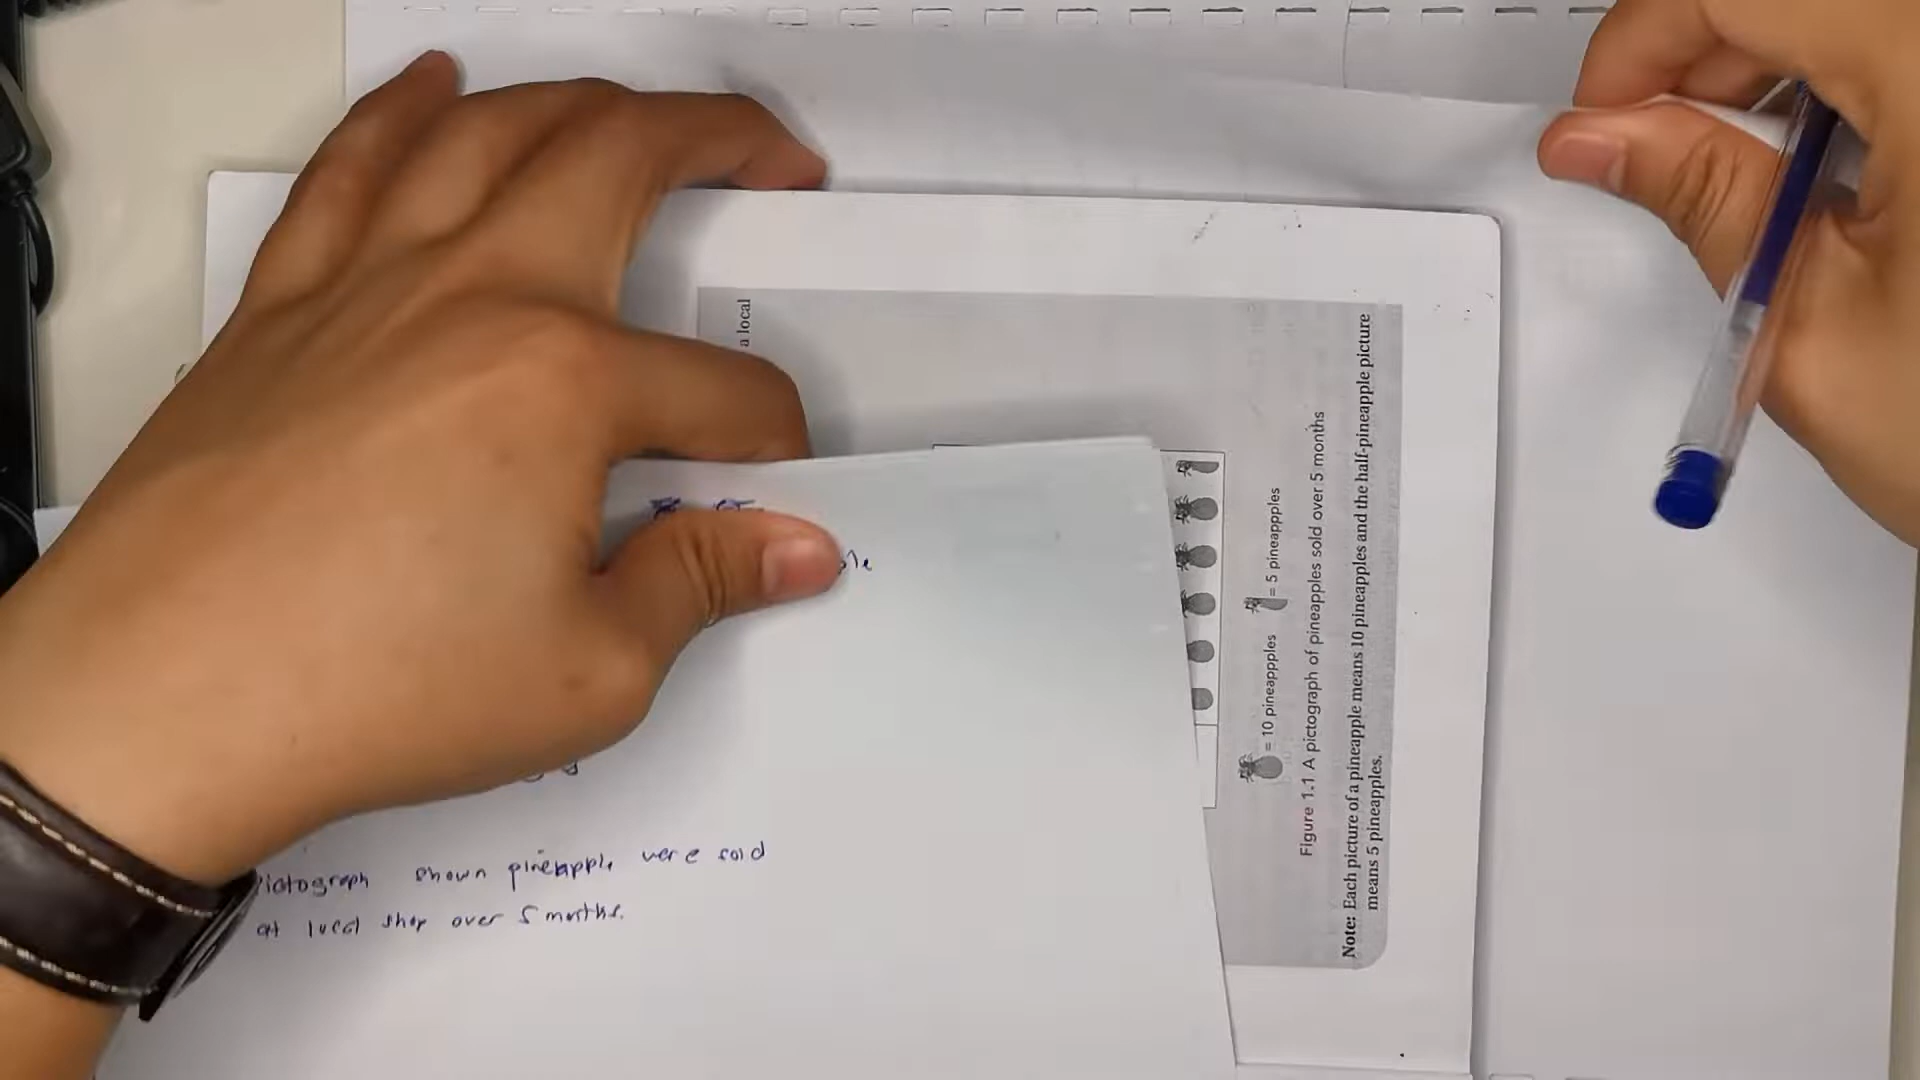 a local
= 10 pineappples = 5 pineappples
Figure 1.1 A pictograph of pineapples sold over 5 months
Note: Each picture of a pineapple means 10 pineapples and the half-pineapple picture
means 5 pineapples.
pictograph shown pineapple were sold
at local shop over 5 months.